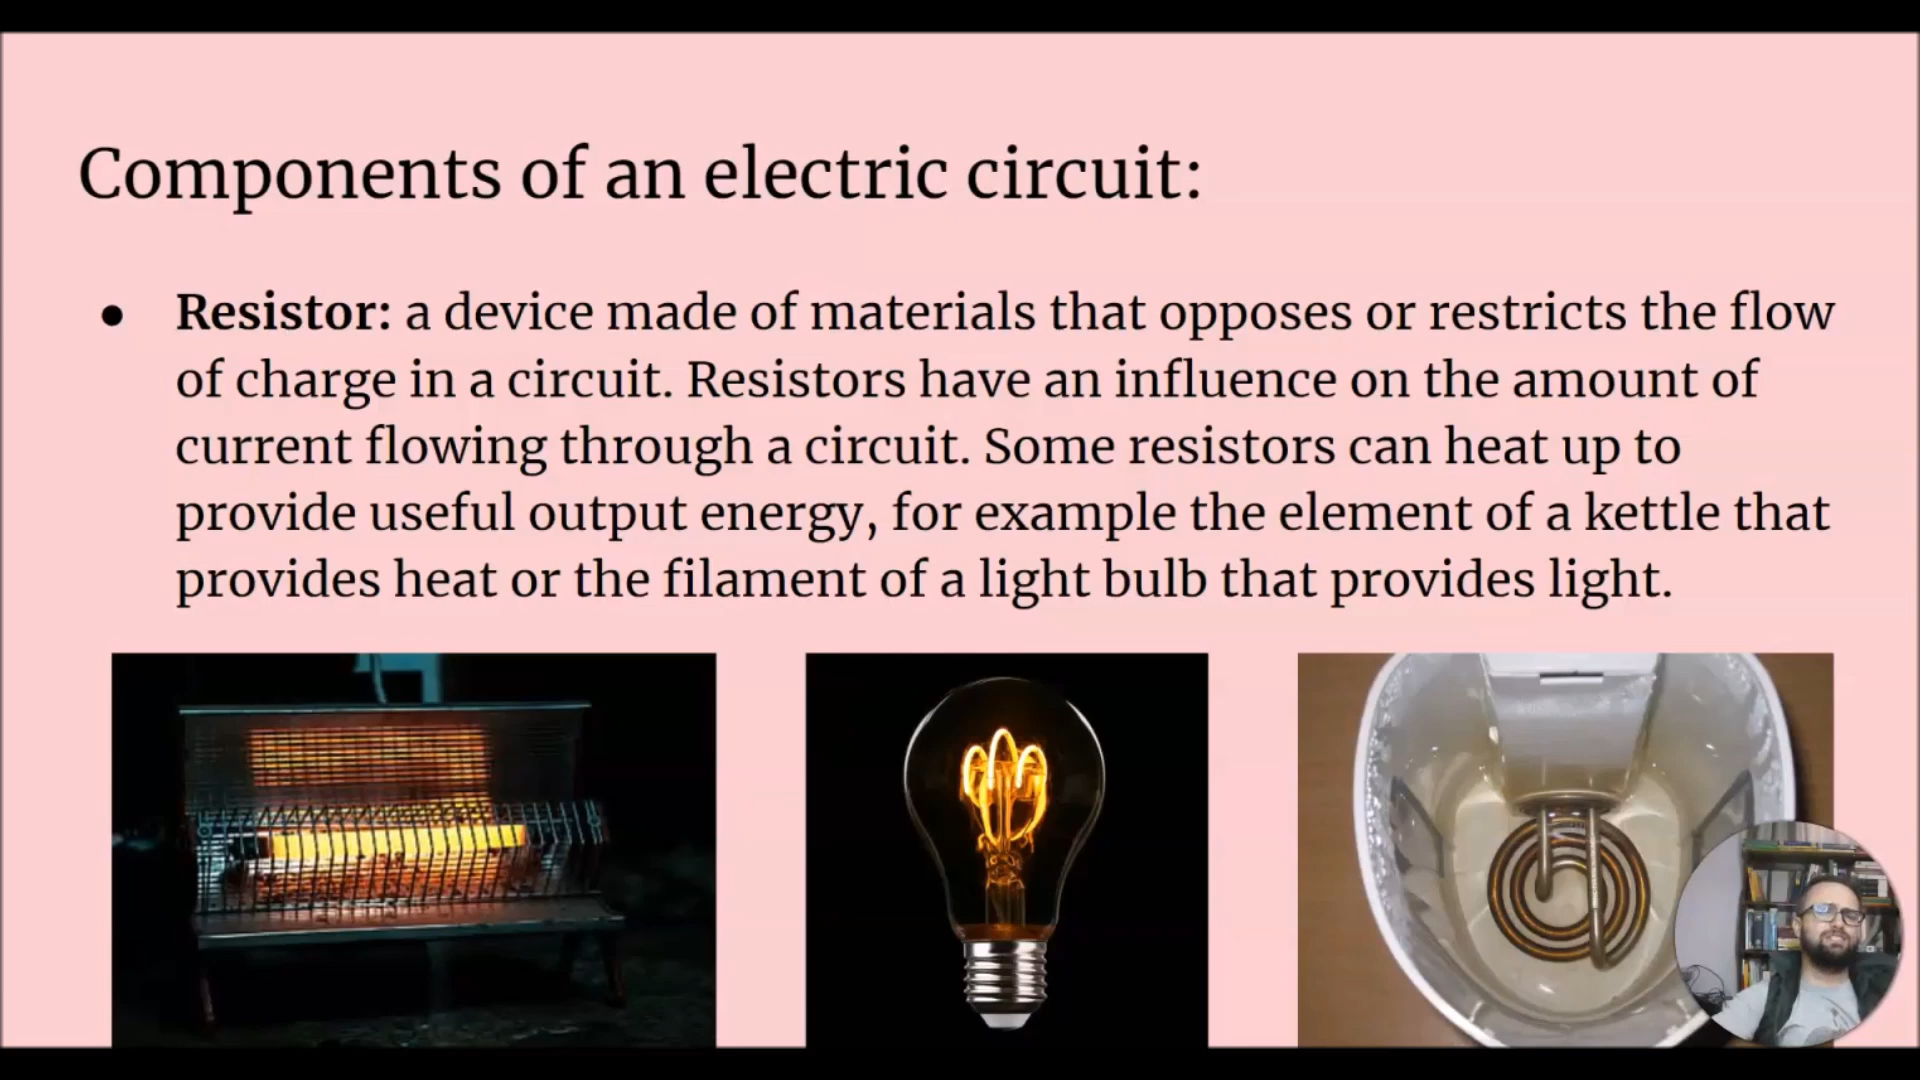 Components of an electric circuit:
● Resistor: a device made of materials that opposes or restricts the flow
of charge in a circuit. Resistors have an influence on the amount of
current flowing through a circuit. Some resistors can heat up to
provide useful output energy, for example the element of a kettle that
provides heat or the filament of a light bulb that provides light.